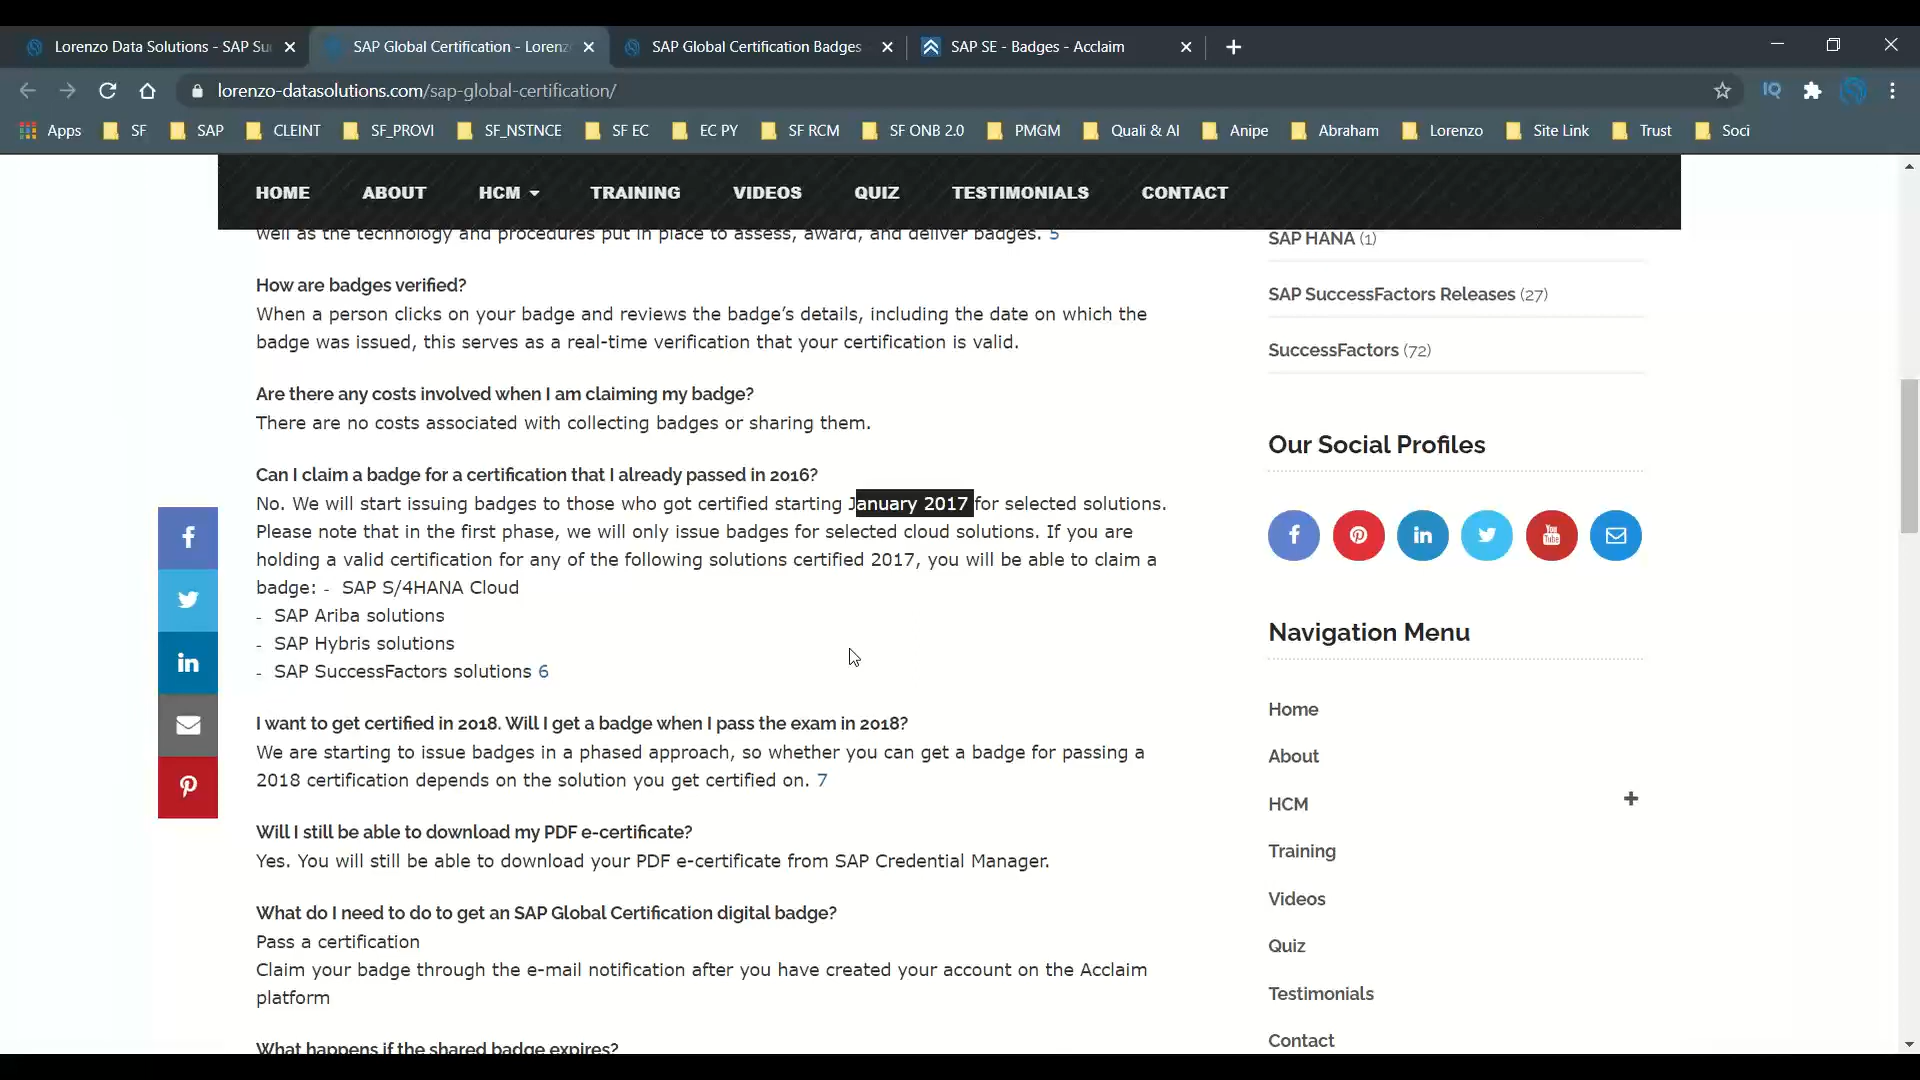 Lorenzo Data Solutions - SAP Su
SAP Global Certification - Lorenz
SAP Global Certification Badges
SAP SE - Badges - Acclaim
lorenzo-datasolutions.com/sap-global-certification/
IQ
Apps
SF
SAP
CLEINT
SF_PROVI
SF_NSTNCE
SF EC
EC PY
SF RCM
SF ONB 2.0
PMGM
Quali & AI
Anipe
Abraham
Lorenzo
Site Link
Trust
Soci
HOME
ABOUT
HCM
TRAINING
VIDEOS
QUIZ
TESTIMONIALS
CONTACT
well as the technology and procedures put in place to assess, award, and deliver badges. 5
How are badges verified?
When a person clicks on your badge and reviews the badge’s details, including the date on which the
badge was issued, this serves as a real-time verification that your certification is valid.
Are there any costs involved when I am claiming my badge?
There are no costs associated with collecting badges or sharing them.
Can I claim a badge for a certification that I already passed in 2016?
No. We will start issuing badges to those who got certified starting January 2017 for selected solutions.
Please note that in the first phase, we will only issue badges for selected cloud solutions. If you are
holding a valid certification for any of the following solutions certified 2017, you will be able to claim a
badge: - SAP S/4HANA Cloud
- SAP Ariba solutions
- SAP Hybris solutions
- SAP SuccessFactors solutions 6
I want to get certified in 2018. Will I get a badge when I pass the exam in 2018?
We are starting to issue badges in a phased approach, so whether you can get a badge for passing a
2018 certification depends on the solution you get certified on. 7
Will I still be able to download my PDF e-certificate?
Yes. You will still be able to download your PDF e-certificate from SAP Credential Manager.
What do I need to do to get an SAP Global Certification digital badge?
Pass a certification
Claim your badge through the e-mail notification after you have created your account on the Acclaim
platform
What happens if the shared badge expires?
SAP HANA (1)
SAP SuccessFactors Releases (27)
SuccessFactors (72)
Our Social Profiles
Navigation Menu
Home
About
HCM
Training
Videos
Quiz
Testimonials
Contact